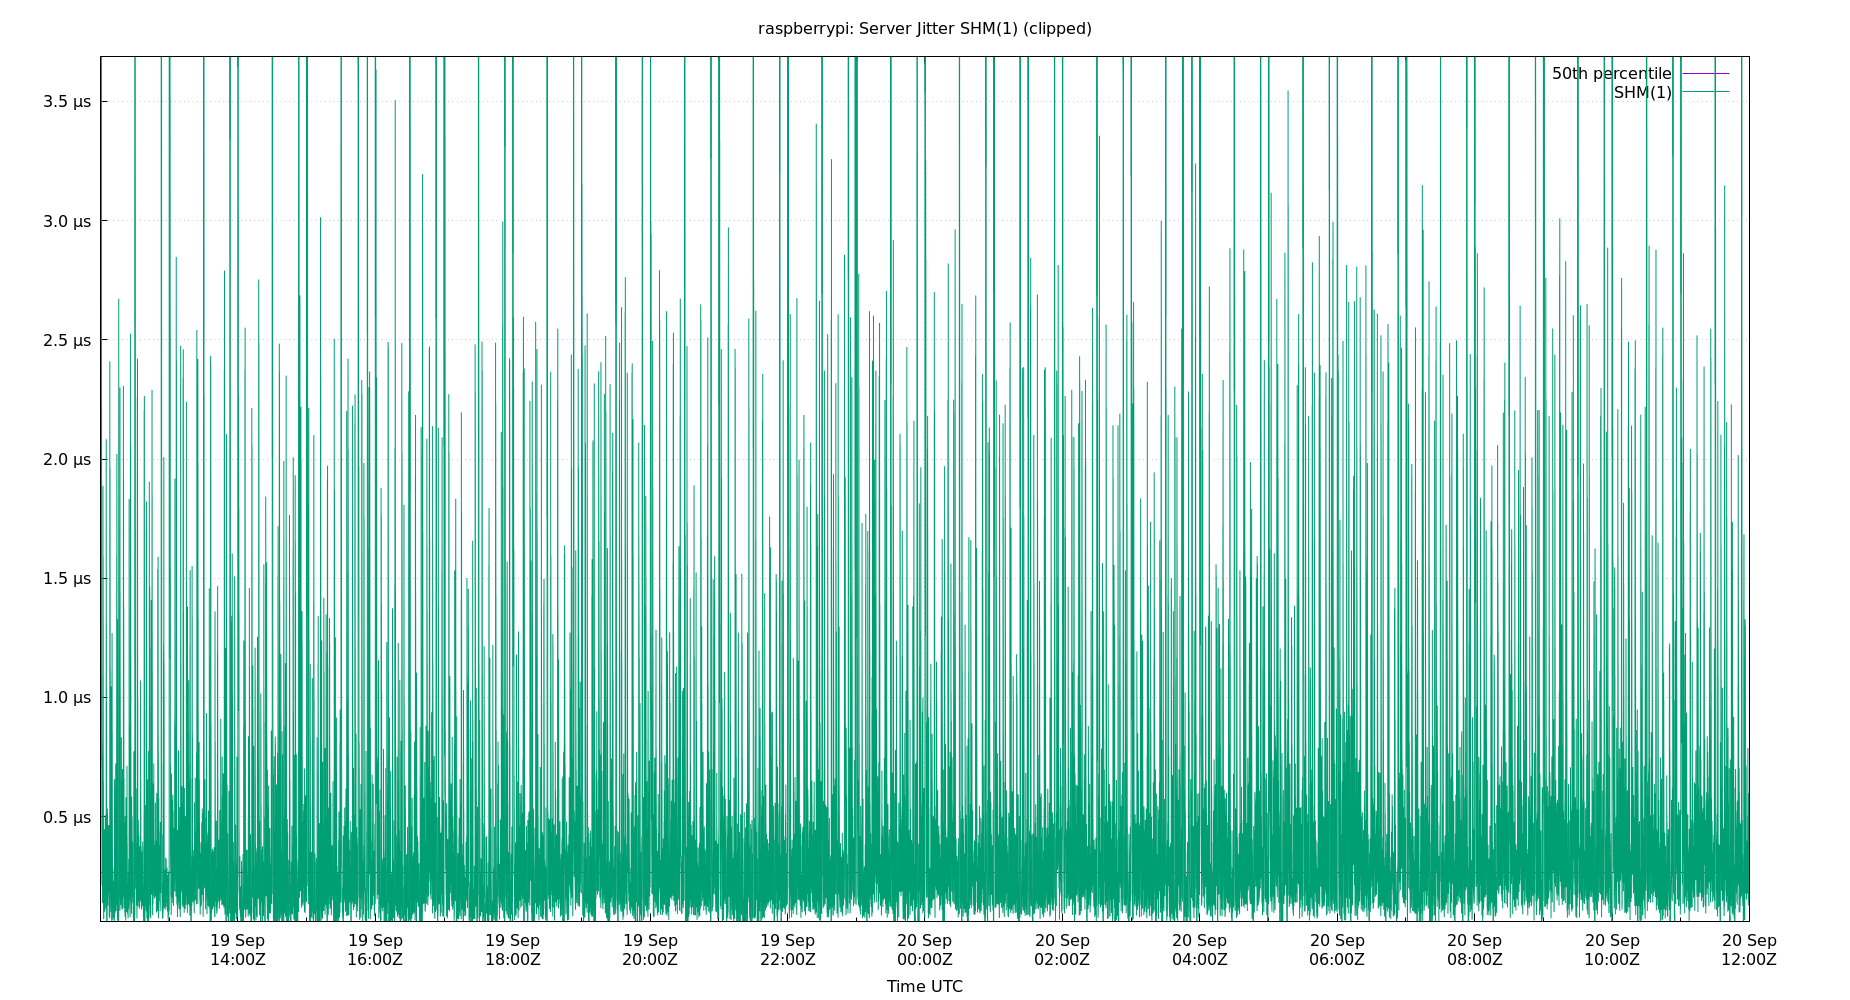 raspberrypi: Server Jitter SHM(1) (clipped)
50th percentile
SHM(1)
3.5 µs
3.0 µs
2.5 µs
2.0 µs
1.5 µs
1.0 µs
0.5 µs
19 Sep 19 Sep 19 Sep 19 Sep 19 Sep 20 Sep 20 Sep 20 Sep 20 Sep 20 Sep 20 Sep 20 Sep
14:00Z 16:00Z 18:00Z 20:00Z 22:00Z 00:00Z 02:00Z 04:00Z 06:00Z 08:00Z 10:00Z 12:00Z
Time UTC